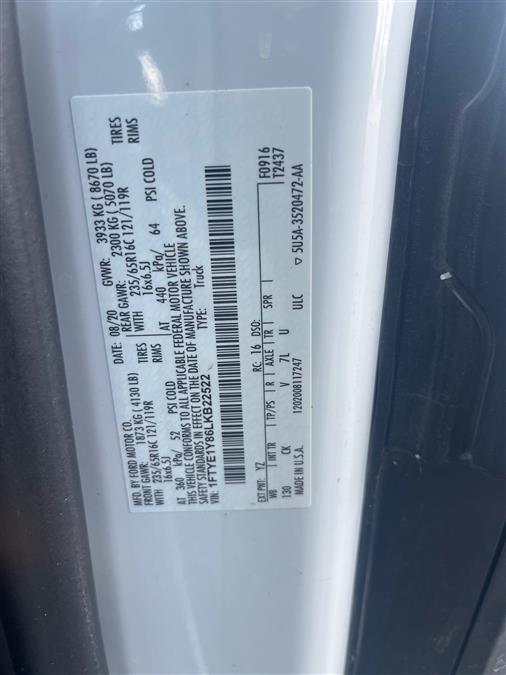 MFD. BY FORD MOTOR CO. DATE: 08/20 GVWR: 3933 KG ( 8670 LB)
FRONT GAWR: 1873 KG ( 4130 LB) REAR GAWR: 2300 KG ( 5070 LB)
WITH 235/65R16C 121/119R TIRES WITH 235/65R16C 121/119R TIRES
16x6.5J RIMS 16x6.5J RIMS
AT 360 kPa/ 52 PSI COLD AT 440 kPa/ 64 PSI COLD
THIS VEHICLE CONFORMS TO ALL APPLICABLE FEDERAL MOTOR VEHICLE
SAFETY STANDARDS IN EFFECT ON THE DATE OF MANUFACTURE SHOWN ABOVE.
VIN: 1FTYE1Y86LKB22522 Truck
F0916
T2437
EXT PNT: YZ RC: 16 DSO:
WB INT TR TP/PS R AXLE TR SPR
130 CK V 7L U ULC
▽ 5U5A-3520472-AA
MADE IN U.S.A. 1202008117247